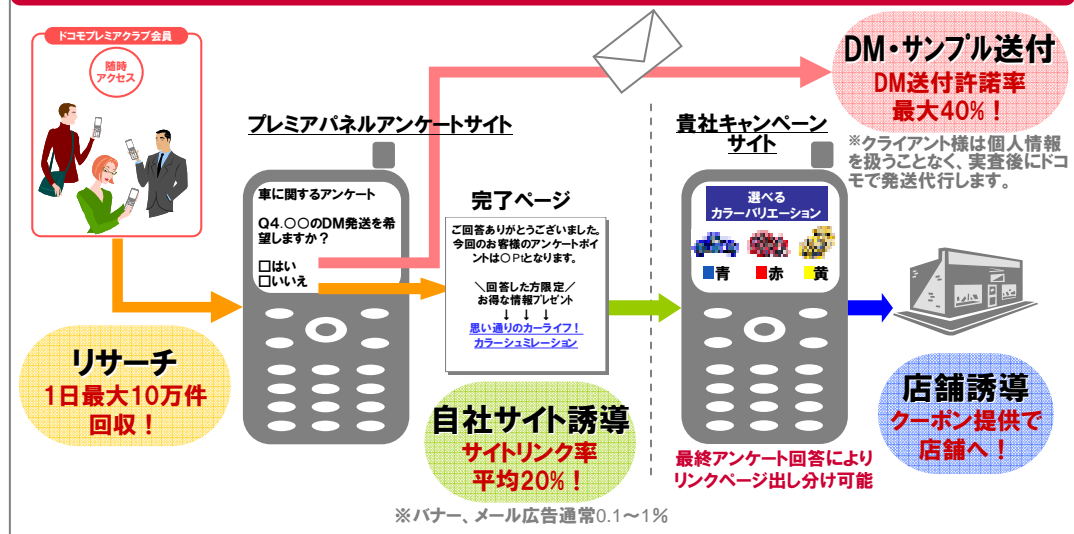 ドコモプレミアクラブ会員
随時
アクセス
DM・サンプル送付
DM送付許諾率
最大40%！
※クライアント様は個人情報
を扱うことなく、実査後にドコ
モで発送代行します。
プレミアパネルアンケートサイト
貴社キャンペーン
サイト
車に関するアンケート
Q4.〇〇のDM発送を希
望しますか？
□はい
□いいえ
完了ページ
ご回答ありがとうございました。
今回のお客様のアンケートポイ
ントは〇Ptとなります。
＼回答した方限定／
お得な情報プレゼント
↓ ↓ ↓
思い通りのカーライフ！
カラーシュミレーション
選べる
カラーバリエーション
■青 ■赤 ■黄
リサーチ
1日最大10万件
回収！
自社サイト誘導
サイトリンク率
平均20%！
店舗誘導
クーポン提供で
店舗へ！
最終アンケート回答により
リンクページ出し分け可能
※バナー、メール広告通常0.1～1%